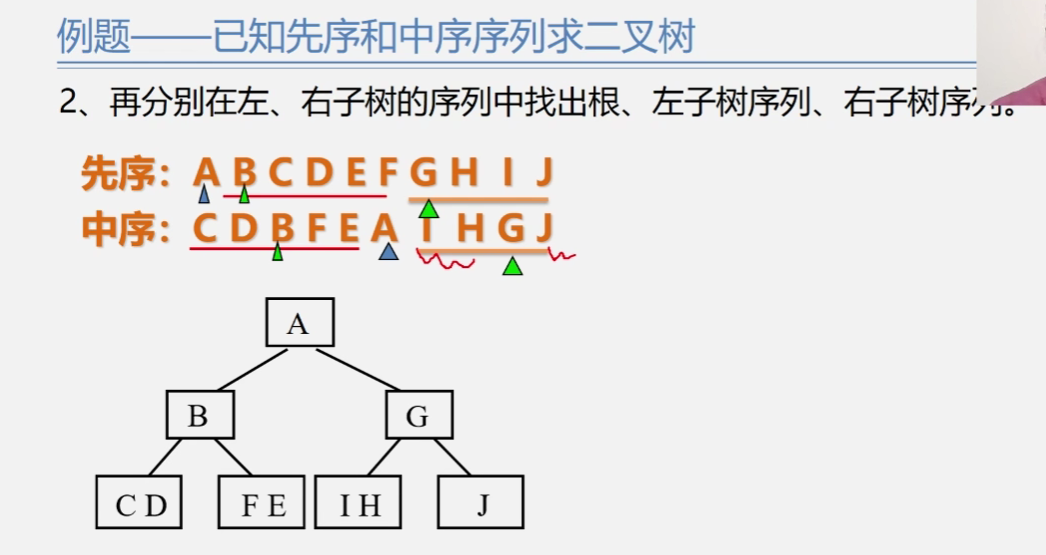 例题——已知先序和中序序列求二叉树
2、再分别在左、右子树的序列中找出根、左子树序列、右子树序列。
先序：A B C D E F G H I J
中序：C D B F E A I H G J
A
B G
C D F E I H J